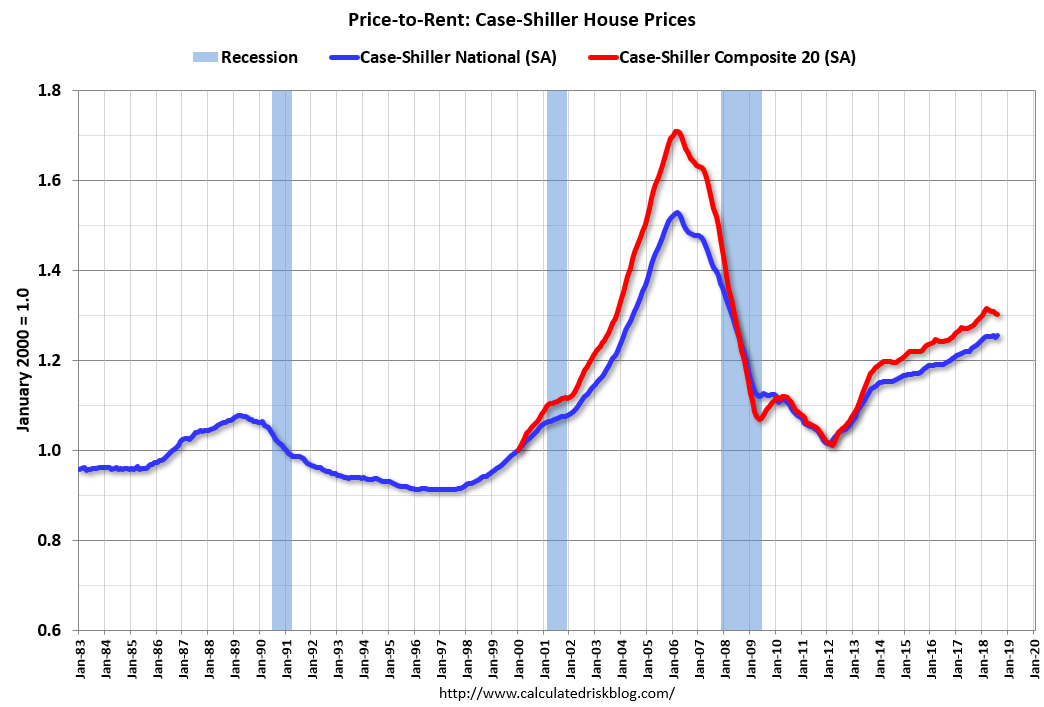 Price-to-Rent: Case-Shiller House Prices
Recession Case-Shiller National (SA) Case-Shiller Composite 20 (SA)
January 2000 = 1.0
1.8
1.6
1.4
1.2
1.0
0.8
0.6
Jan-83 Jan-84 Jan-85 Jan-86 Jan-87 Jan-88 Jan-89 Jan-90 Jan-91 Jan-92 Jan-93 Jan-94 Jan-95 Jan-96 Jan-97 Jan-98 Jan-99 Jan-00 Jan-01 Jan-02 Jan-03 Jan-04 Jan-05 Jan-06 Jan-07 Jan-08 Jan-09 Jan-10 Jan-11 Jan-12 Jan-13 Jan-14 Jan-15 Jan-16 Jan-17 Jan-18 Jan-19 Jan-20
http://www.calculatedriskblog.com/